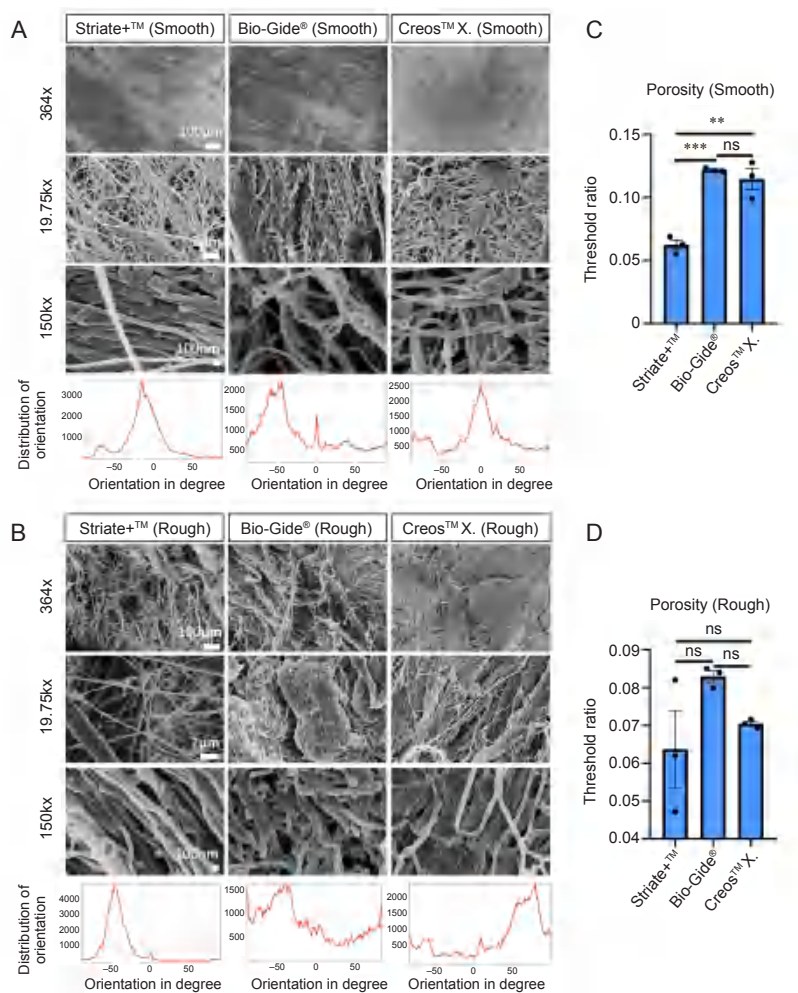 A
Striate+™ (Smooth)
Bio-Gide® (Smooth)
Creos™ X. (Smooth)
364x
100µm
19.75kx
150kx
100nm
Distribution of
orientation
3000
2000
1000
−50
0
50
Orientation in degree
2000
1500
1000
500
−50
0
50
Orientation in degree
2500
2000
1500
1000
500
−50
0
50
Orientation in degree
B
Striate+™ (Rough)
Bio-Gide® (Rough)
Creos™ X. (Rough)
364x
100µm
19.75kx
2µm
150kx
100nm
Distribution of
orientation
4000
3000
2000
1000
−50
0
50
Orientation in degree
1500
1000
500
−50
0
50
Orientation in degree
2000
1500
1000
500
−50
0
50
Orientation in degree
C
Porosity (Smooth)
**
***
ns
0.15
0.10
0.05
0
Threshold ratio
Striate+™
Bio-Gide®
Creos™ X.
D
Porosity (Rough)
ns
ns
ns
0.09
0.08
0.07
0.06
0.05
0.04
Threshold ratio
Striate+™
Bio-Gide®
Creos™ X.